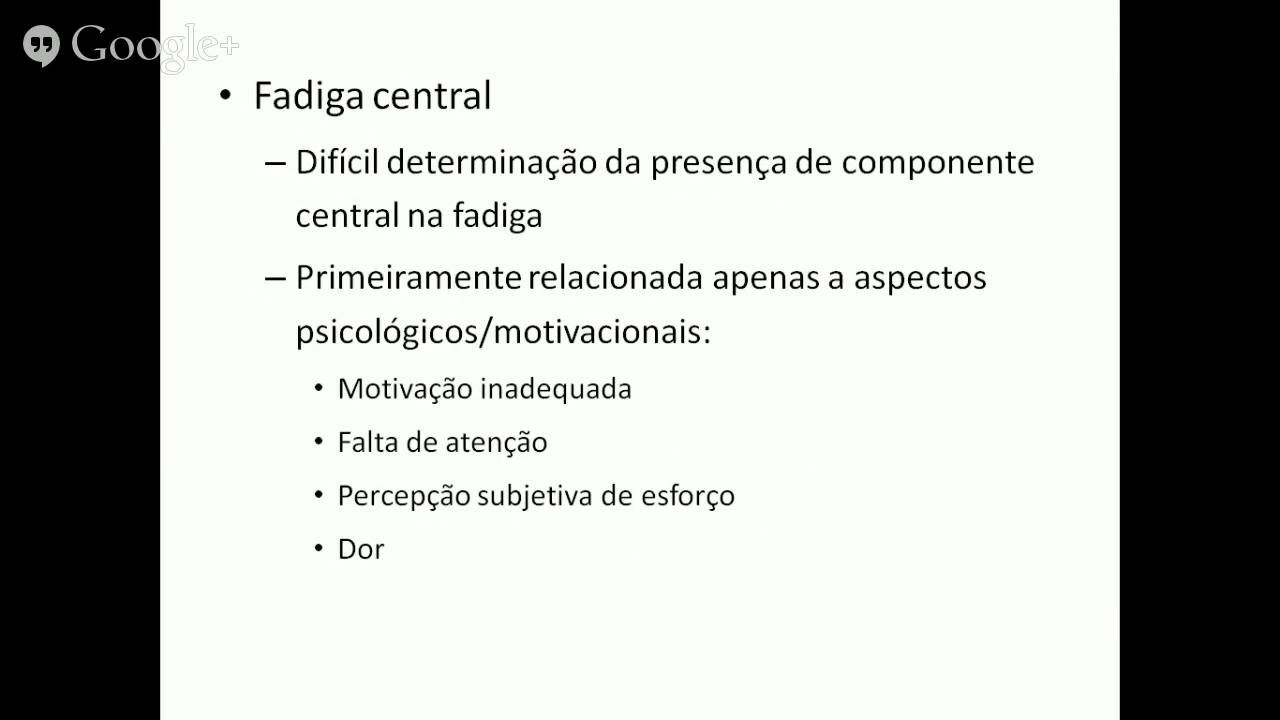 Google+
• Fadiga central
– Difícil determinação da presença de componente
central na fadiga
– Primeiramente relacionada apenas a aspectos
psicológicos/motivacionais:
• Motivação inadequada
• Falta de atenção
• Percepção subjetiva de esforço
• Dor